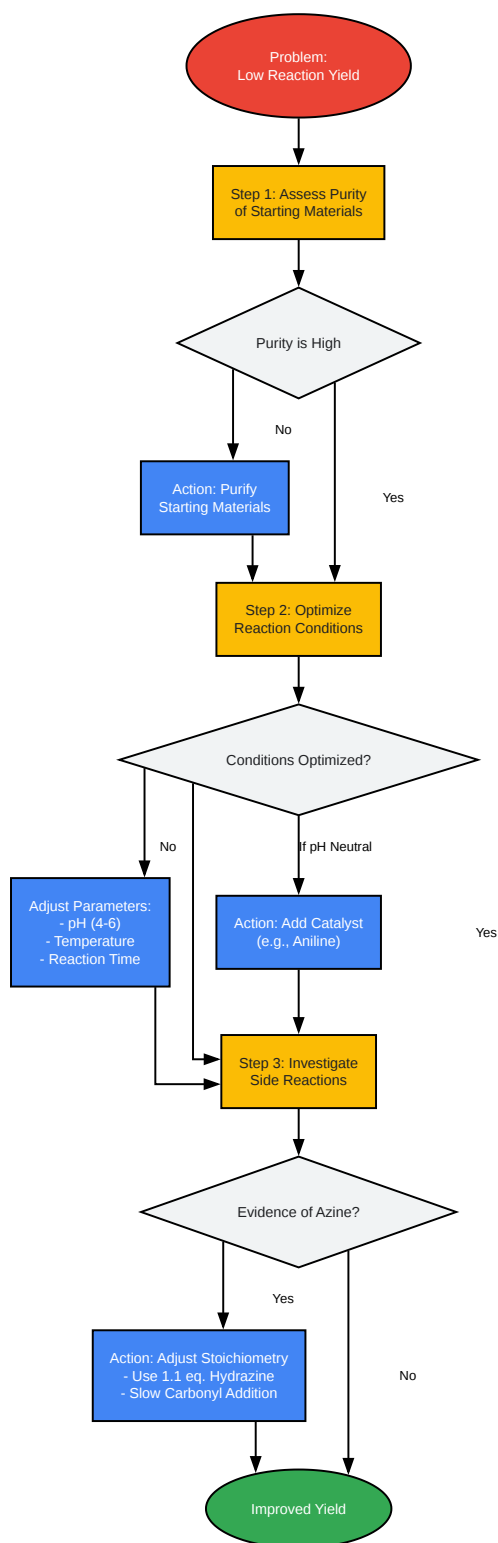 Problem:
Low Reaction Yield
Step 1: Assess Purity
of Starting Materials
Purity is High
No
Action: Purify
Starting Materials
Yes
Step 2: Optimize
Reaction Conditions
Conditions Optimized?
No
If pH Neutral
Adjust Parameters:
- pH (4-6)
- Temperature
- Reaction Time
Action: Add Catalyst
(e.g., Aniline)
Yes
Step 3: Investigate
Side Reactions
Evidence of Azine?
Yes
Action: Adjust Stoichiometry
- Use 1.1 eq. Hydrazine
- Slow Carbonyl Addition
No
Improved Yield